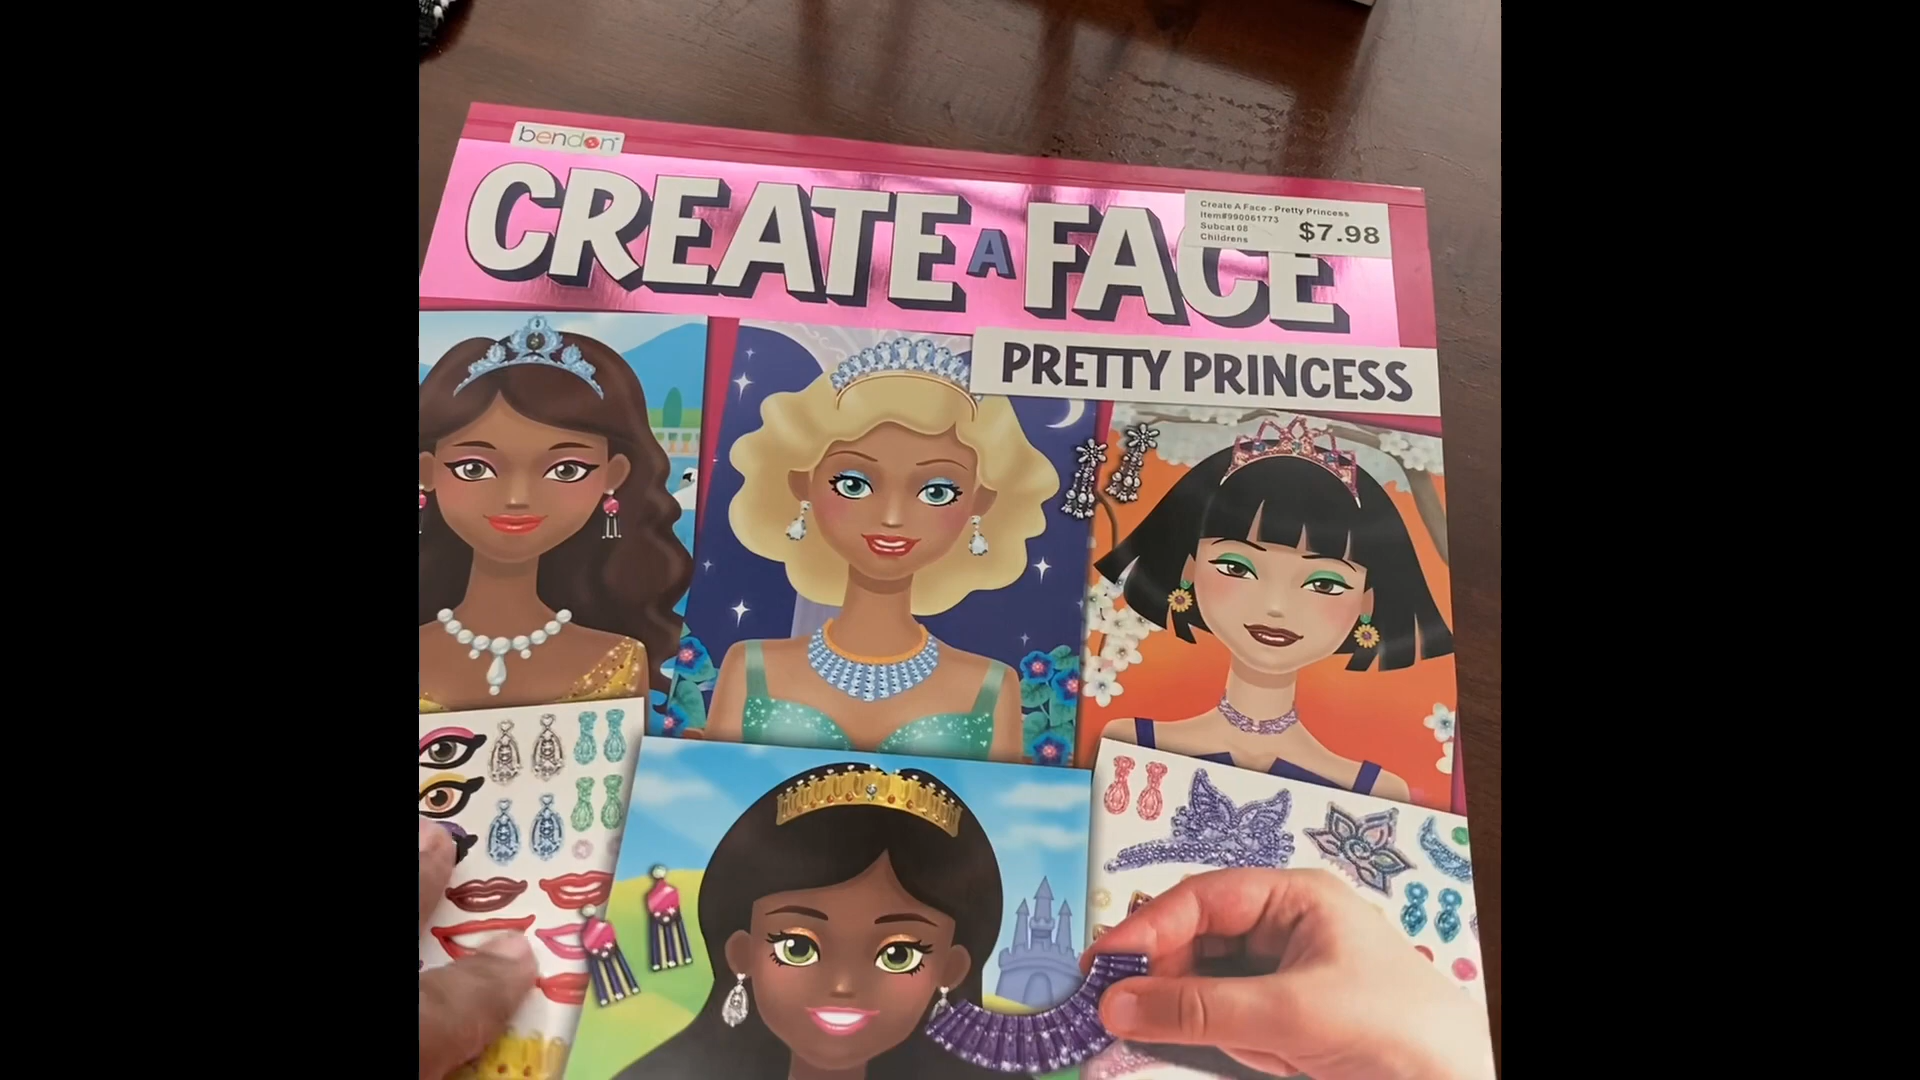 bendon
CREATE A FACE
Create A Face - Pretty Princess
Item#990061773
Subcat 08
Childrens
$7.98
PRETTY PRINCESS